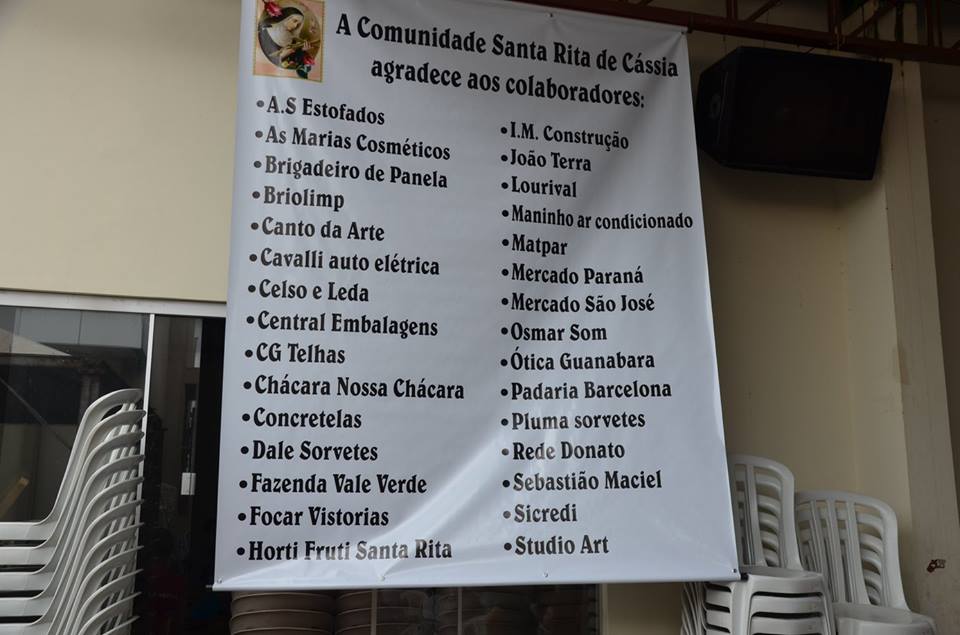 A Comunidade Santa Rita de Cássia
agradece aos colaboradores:
•A.S Estofados
•As Marias Cosméticos
•Brigadeiro de Panela
•Briolimp
•Canto da Arte
•Cavalli auto elétrica
•Celso e Leda
•Central Embalagens
•CG Telhas
•Chácara Nossa Chácara
•Concretelas
•Dale Sorvetes
•Fazenda Vale Verde
•Focar Vistorias
•Horti Fruti Santa Rita
•I.M. Construção
•João Terra
•Lourival
•Maninho ar condicionado
•Matpar
•Mercado Paraná
•Mercado São José
•Osmar Som
•Ótica Guanabara
•Padaria Barcelona
•Pluma sorvetes
•Rede Donato
•Sebastião Maciel
•Sicredi
•Studio Art